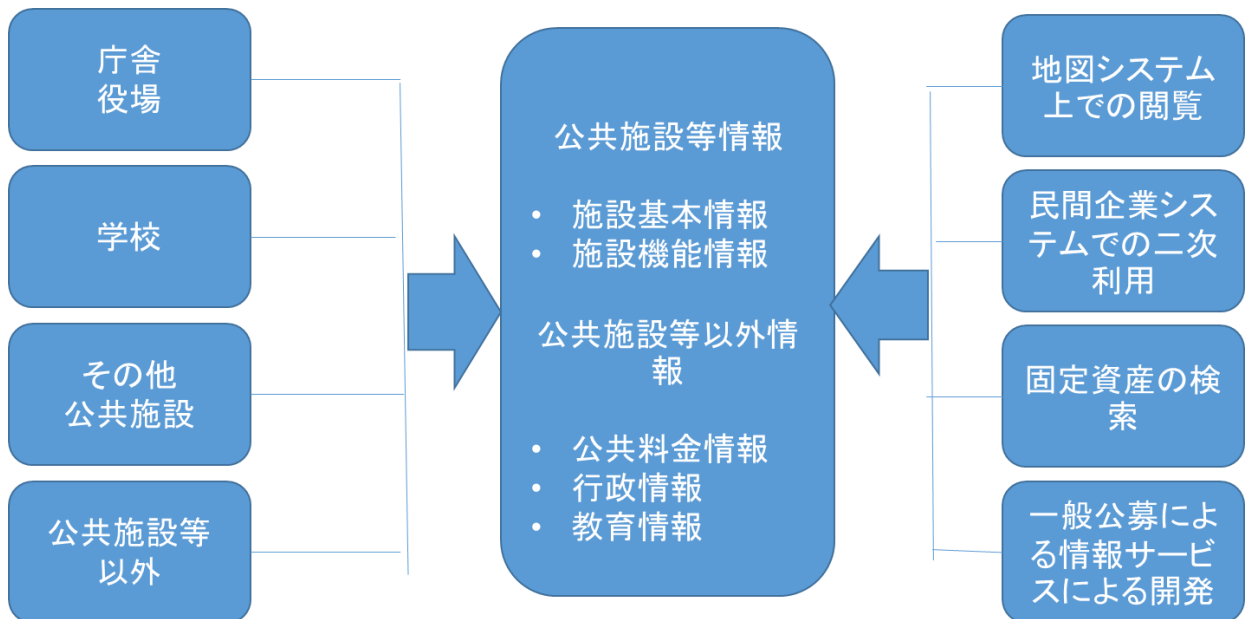 庁舎
役場
学校
その他
公共施設
公共施設等
以外
公共施設等情報
• 施設基本情報
• 施設機能情報
公共施設等以外情
報
• 公共料金情報
• 行政情報
• 教育情報
地図システム
上での閲覧
民間企業シス
テムでの二次
利用
固定資産の検
索
一般公募によ
る情報サービ
スによる開発